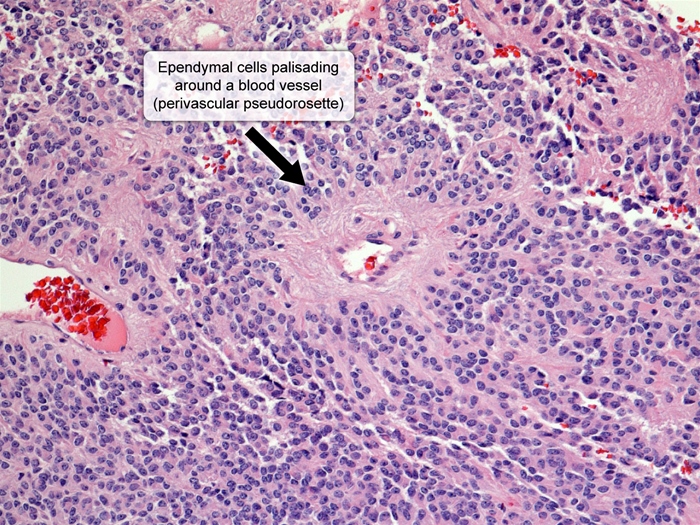 Ependymal cells palisading
around a blood vessel
(perivascular pseudorosette)